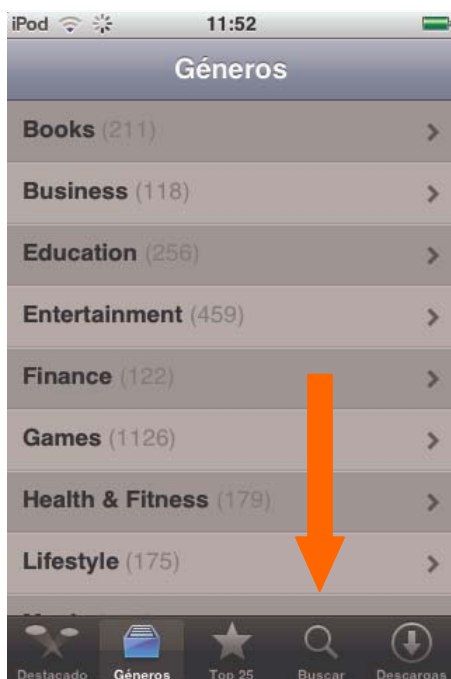 iPod 11:52
Géneros
Books (211)
Business (118)
Education (256)
Entertainment (459)
Finance (122)
Games (1126)
Health & Fitness (179)
Lifestyle (175)
Destacado Géneros Top 25 Buscar Descargas